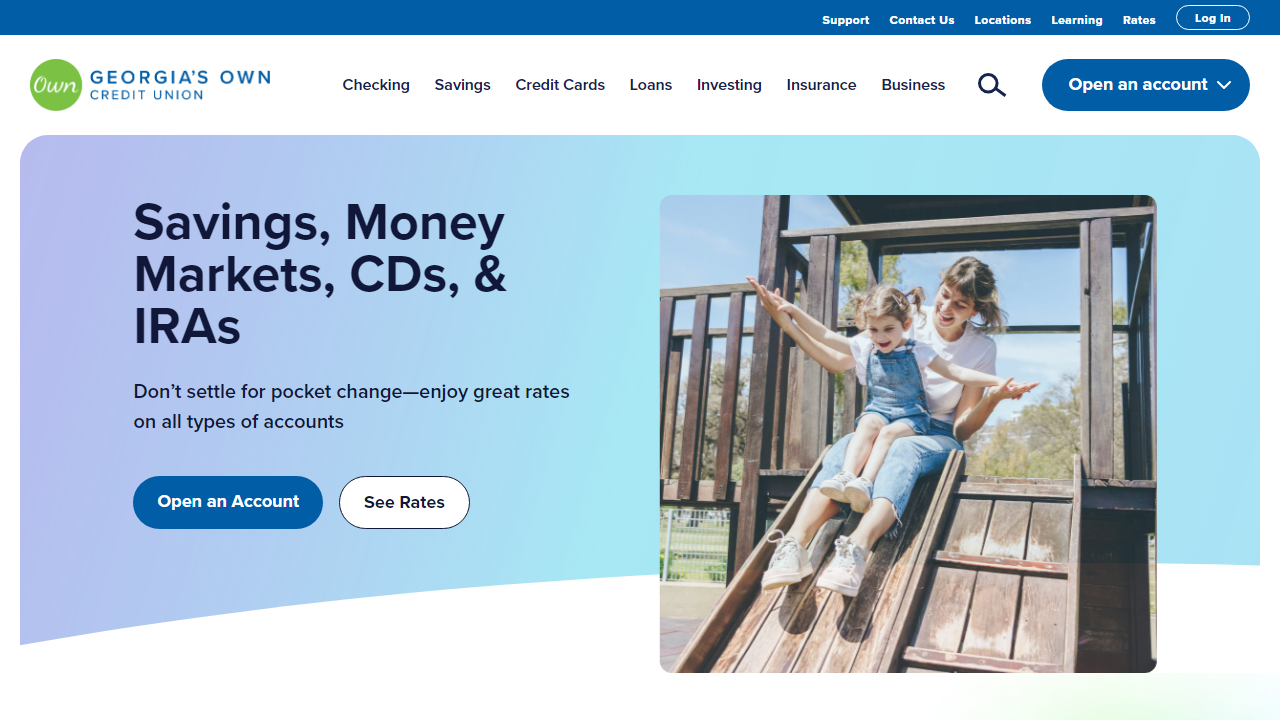 Support
Contact Us
Locations
Learning
Rates
Log In
Own
GEORGIA'S OWN
CREDIT UNION
Checking
Savings
Credit Cards
Loans
Investing
Insurance
Business
Open an account
Savings, Money
Markets, CDs, &
IRAs
Don’t settle for pocket change—enjoy great rates
on all types of accounts
Open an Account
See Rates